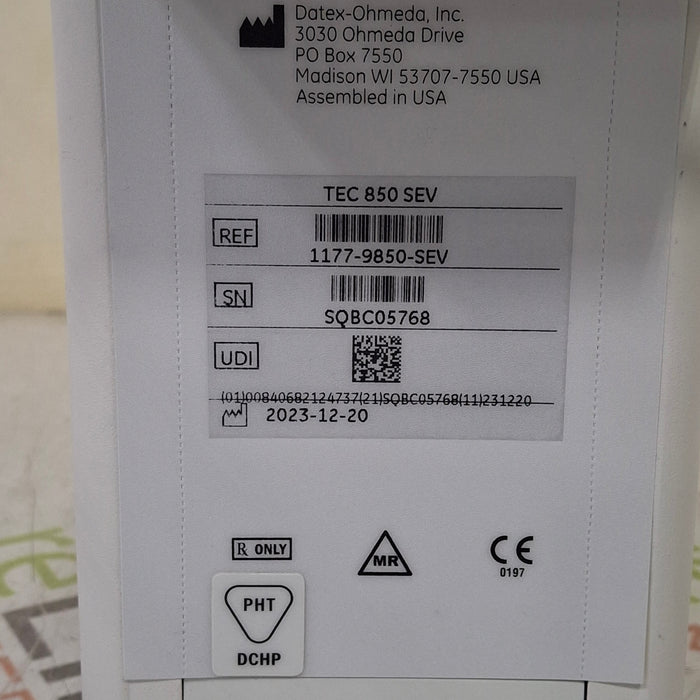 Datex-Ohmeda, Inc.
3030 Ohmeda Drive
PO Box 7550
Madison WI 53707-7550 USA
Assembled in USA
TEC 850 SEV
REF
1177-9850-SEV
SN
SQBC05768
UDI
(01)00840682124737(21)SQBC05768(11)231220
2023-12-20
R ONLY
MR
CE
0197
PHT
DCHP